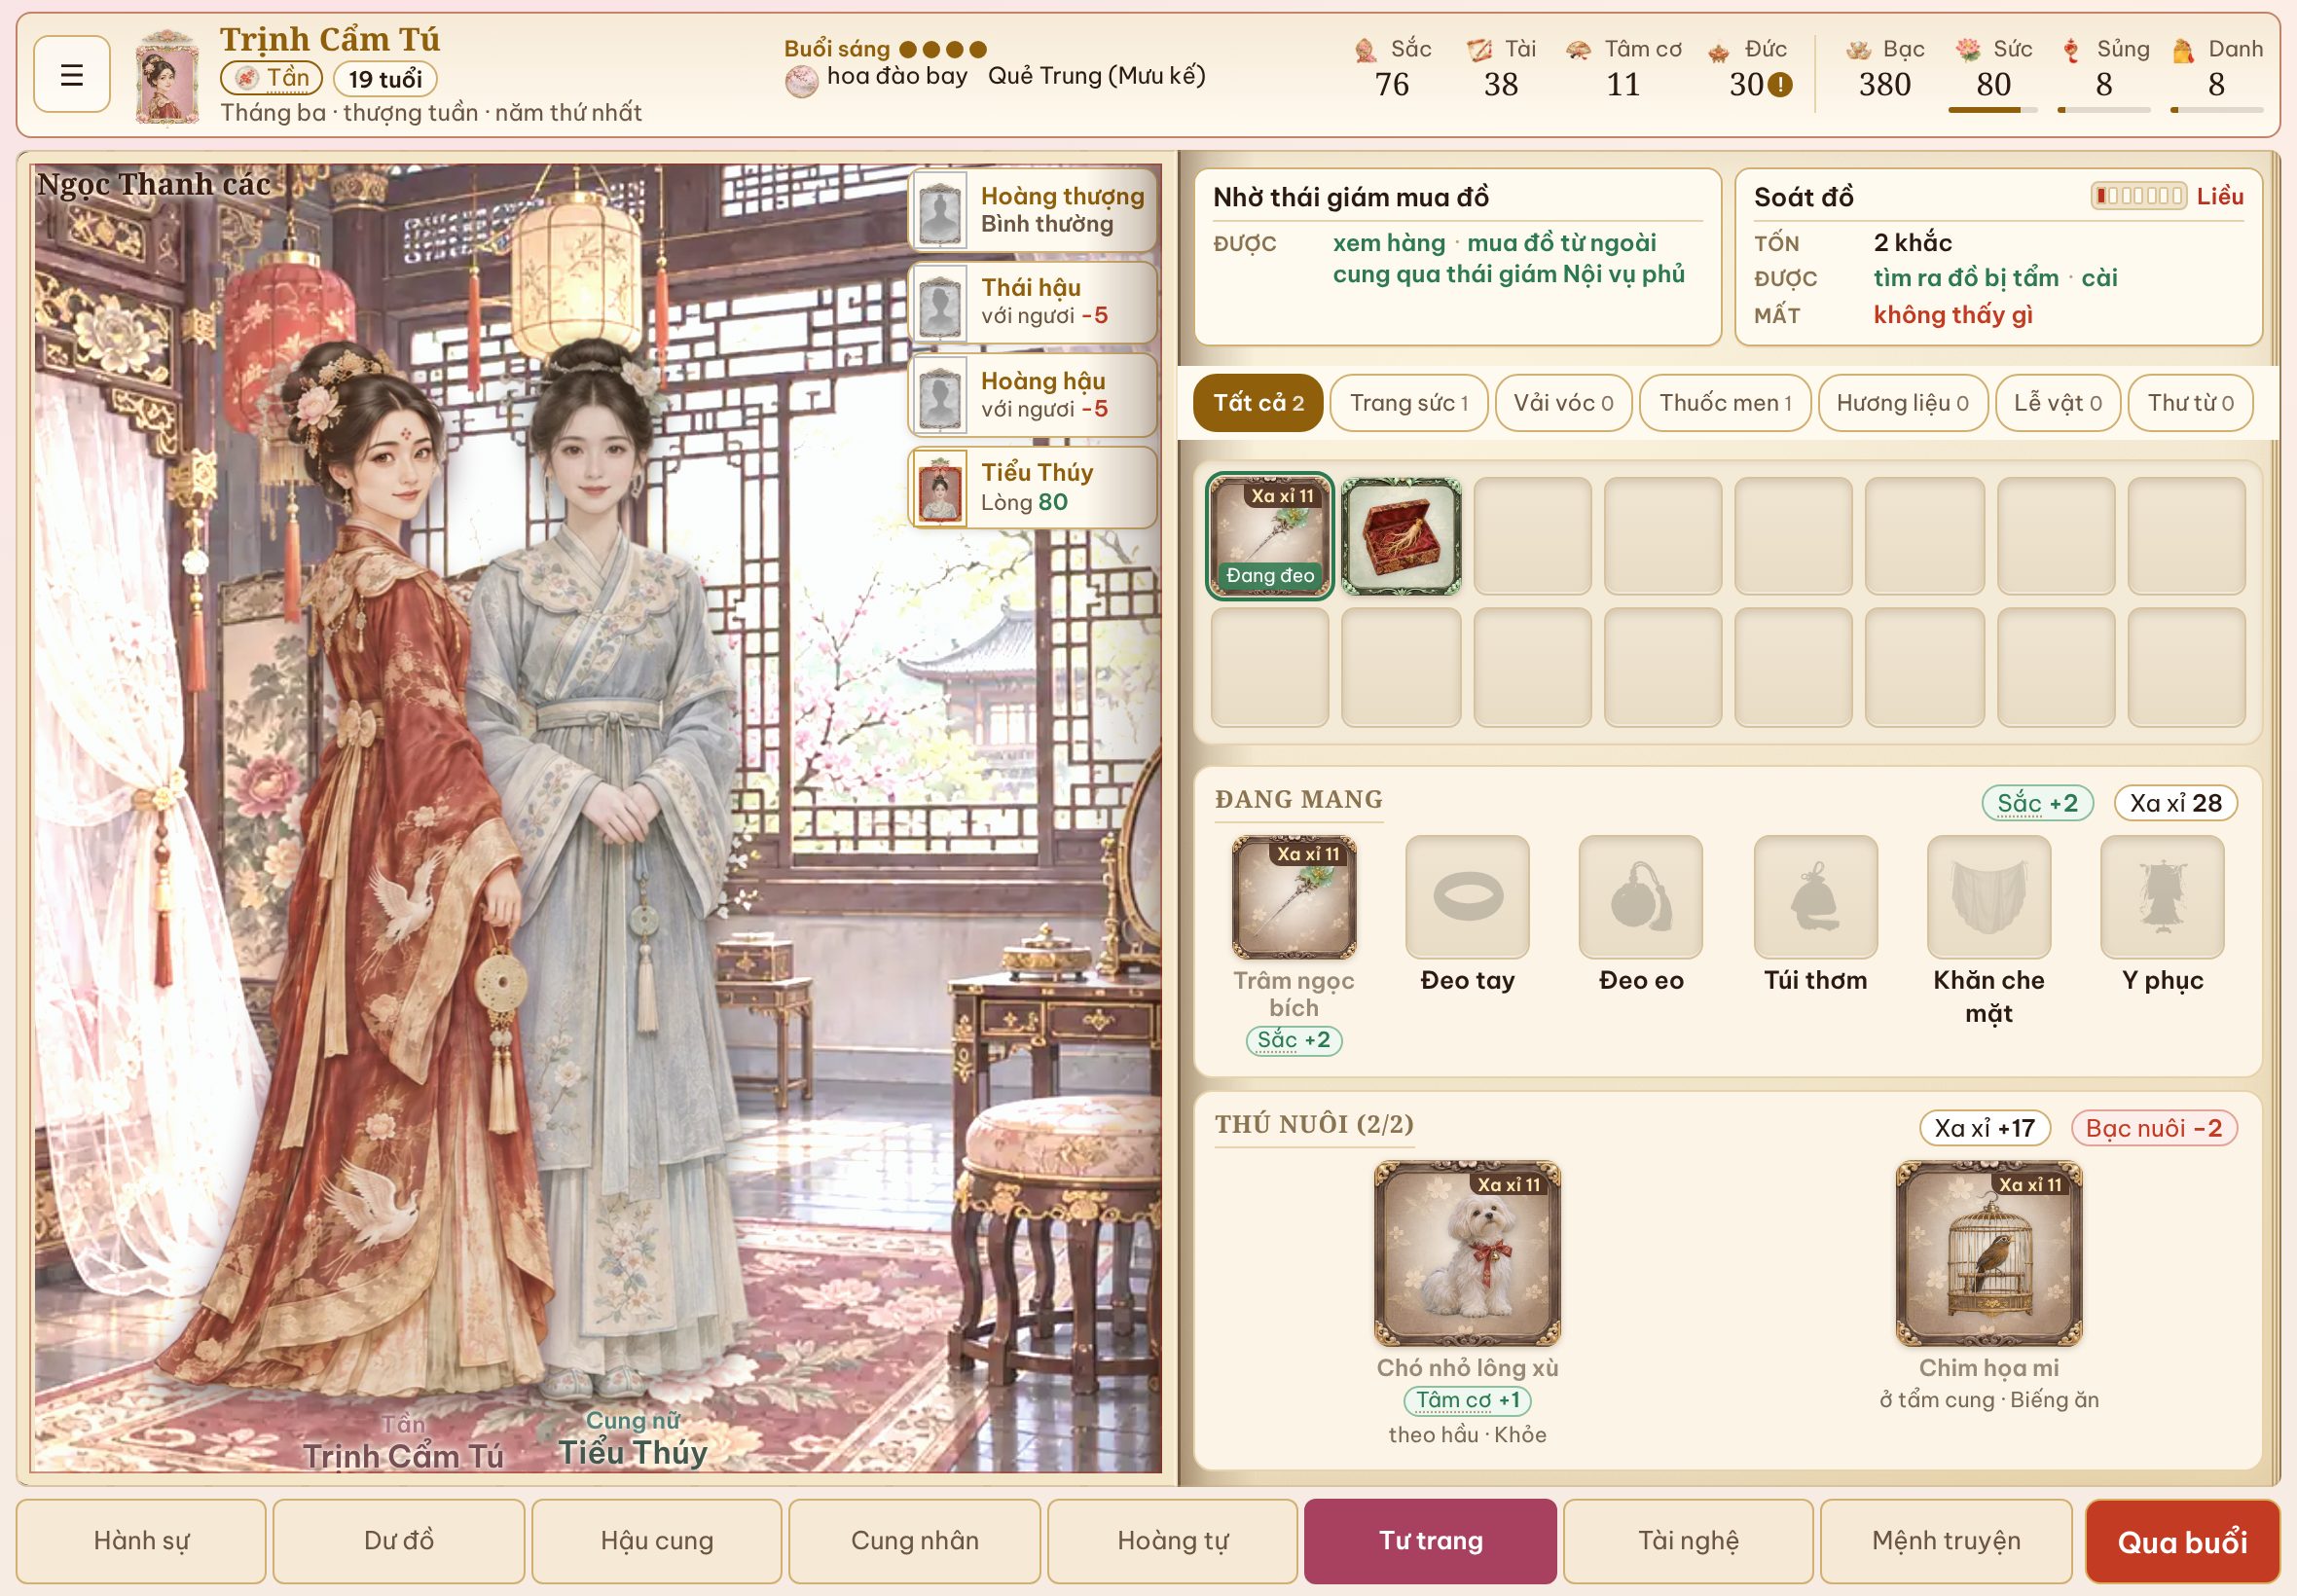 ☰
Trịnh Cẩm Tú
Tần
19 tuổi
Tháng ba · thượng tuần · năm thứ nhất
Buổi sáng
hoa đào bay Quẻ Trung (Mưu kế)
Sắc
76
Tài
38
Tâm cơ
11
Đức
30 !
Bạc
380
Sức
80
Sủng
8
Danh
8
Ngọc Thanh các
Hoàng thượng
Bình thường
Thái hậu
với ngươi -5
Hoàng hậu
với ngươi -5
Tiểu Thúy
Lòng 80
Tần
Trịnh Cẩm Tú
Cung nữ
Tiểu Thúy
Nhờ thái giám mua đồ
ĐƯỢC xem hàng · mua đồ từ ngoài
cung qua thái giám Nội vụ phủ
Soát đồ Liều
TỐN 2 khắc
ĐƯỢC tìm ra đồ bị tẩm · cài
MẤT không thấy gì
Tất cả 2
Trang sức 1
Vải vóc 0
Thuốc men 1
Hương liệu 0
Lễ vật 0
Thư từ 0
Xa xỉ 11
Đang đeo
ĐANG MANG
Sắc +2
Xa xỉ 28
Xa xỉ 11
Trâm ngọc
bích
Sắc +2
Đeo tay
Đeo eo
Túi thơm
Khăn che
mặt
Y phục
THÚ NUÔI (2/2)
Xa xỉ +17
Bạc nuôi -2
Xa xỉ 11
Chó nhỏ lông xù
Tâm cơ +1
theo hầu · Khỏe
Xa xỉ 11
Chim họa mi
ở tẩm cung · Biếng ăn
Hành sự
Dư đồ
Hậu cung
Cung nhân
Hoàng tự
Tư trang
Tài nghệ
Mệnh truyện
Qua buổi